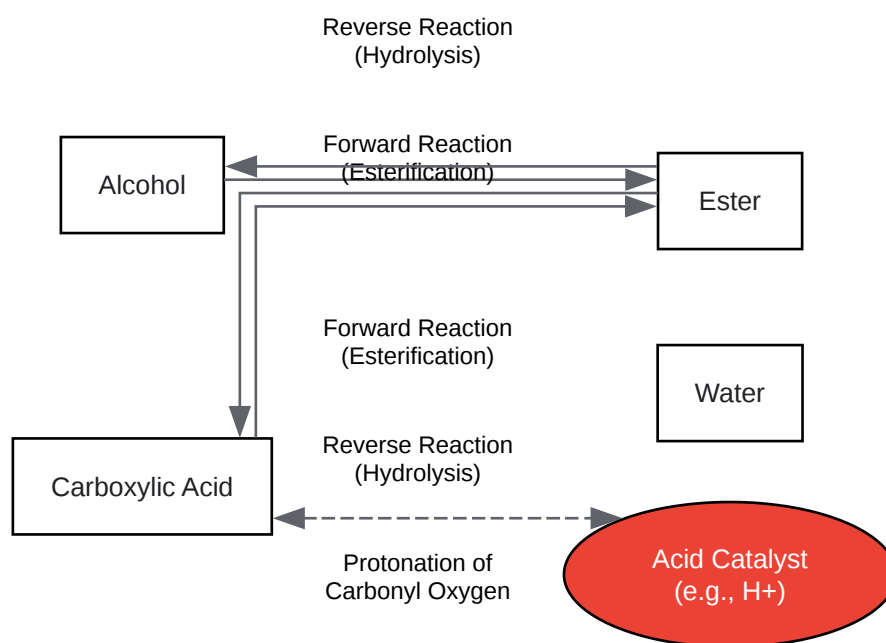 Reverse Reaction
(Hydrolysis)
Forward Reaction
(Esterification)
Alcohol
Ester
Forward Reaction
(Esterification)
Water
Reverse Reaction
(Hydrolysis)
Carboxylic Acid
Protonation of
Carbonyl Oxygen
Acid Catalyst
(e.g., H+)